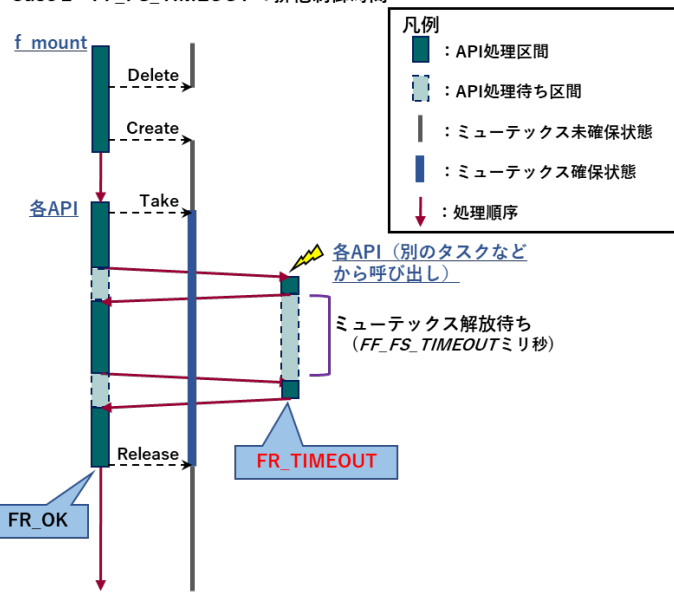 f_mount
Delete
Create
各API
Take
Release
FR_OK
各API（別のタスクなど
から呼び出し）
ミューテックス解放待ち
（FF_FS_TIMEOUTミリ秒）
FR_TIMEOUT
凡例
：API処理区間
：API処理待ち区間
：ミューテックス未確保状態
：ミューテックス確保状態
：処理順序